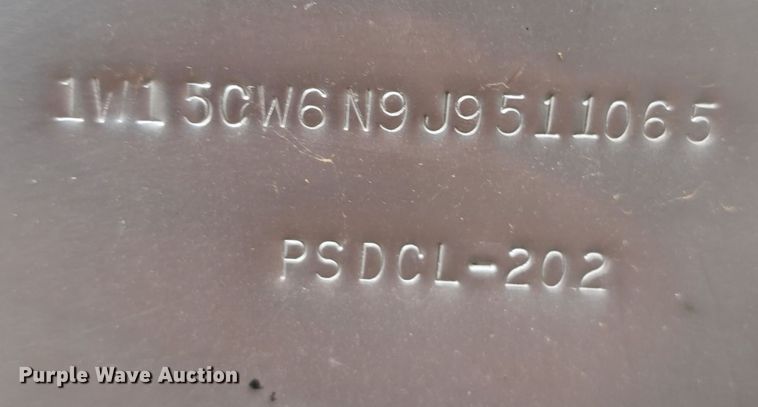 1W15CW6N9J9511065
PSDCL-202
Purple Wave Auction